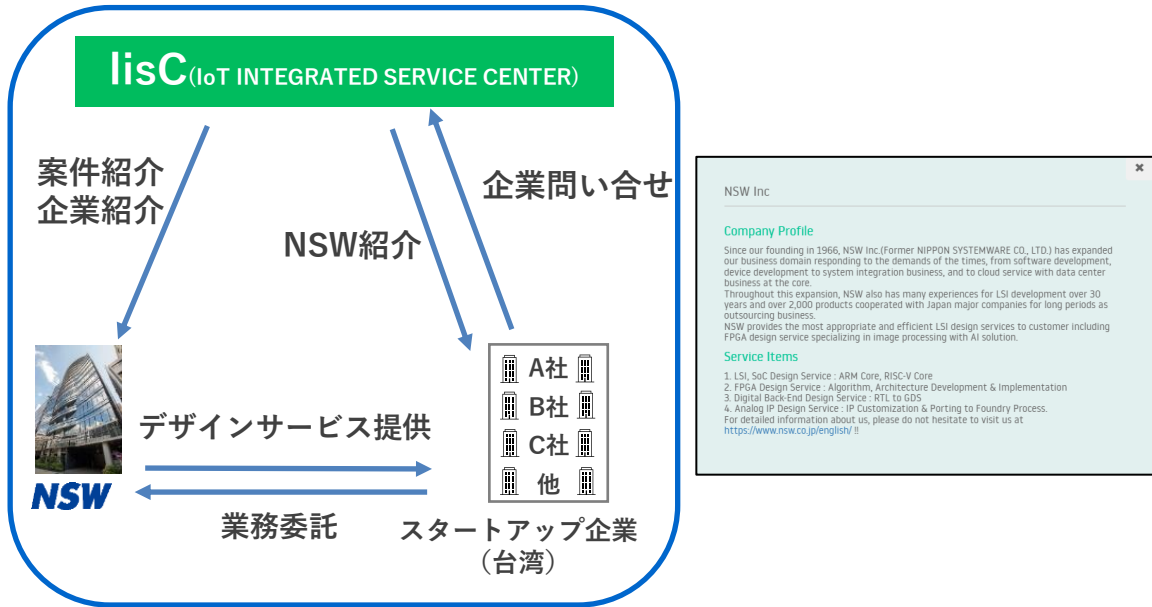 IisC(IoT INTEGRATED SERVICE CENTER)
案件紹介
企業紹介
企業問い合せ
NSW紹介
A社
B社
C社
他
デザインサービス提供
NSW
業務委託
スタートアップ企業
（台湾）
×
NSW Inc
Company Profile
Since our founding in 1966, NSW Inc.(Former NIPPON SYSTEMWARE CO., LTD.) has expanded
our business domain responding to the demands of the times, from software development,
device development to system integration business, and to cloud service with data center
business at the core.
Throughout this expansion, NSW also has many experiences for LSI development over 30
years and over 2,000 products cooperated with Japan major companies for long periods as
outsourcing business.
NSW provides the most appropriate and efficient LSI design services to customer including
FPGA design service specializing in image processing with AI solution.
Service Items
1. LSI, SoC Design Service : ARM Core, RISC-V Core
2. FPGA Design Service : Algorithm, Architecture Development & Implementation
3. Digital Back-End Design Service : RTL to GDS
4. Analog IP Design Service : IP Customization & Porting to Foundry Process.
For detailed information about us, please do not hesitate to visit us at
https://www.nsw.co.jp/english/ !!